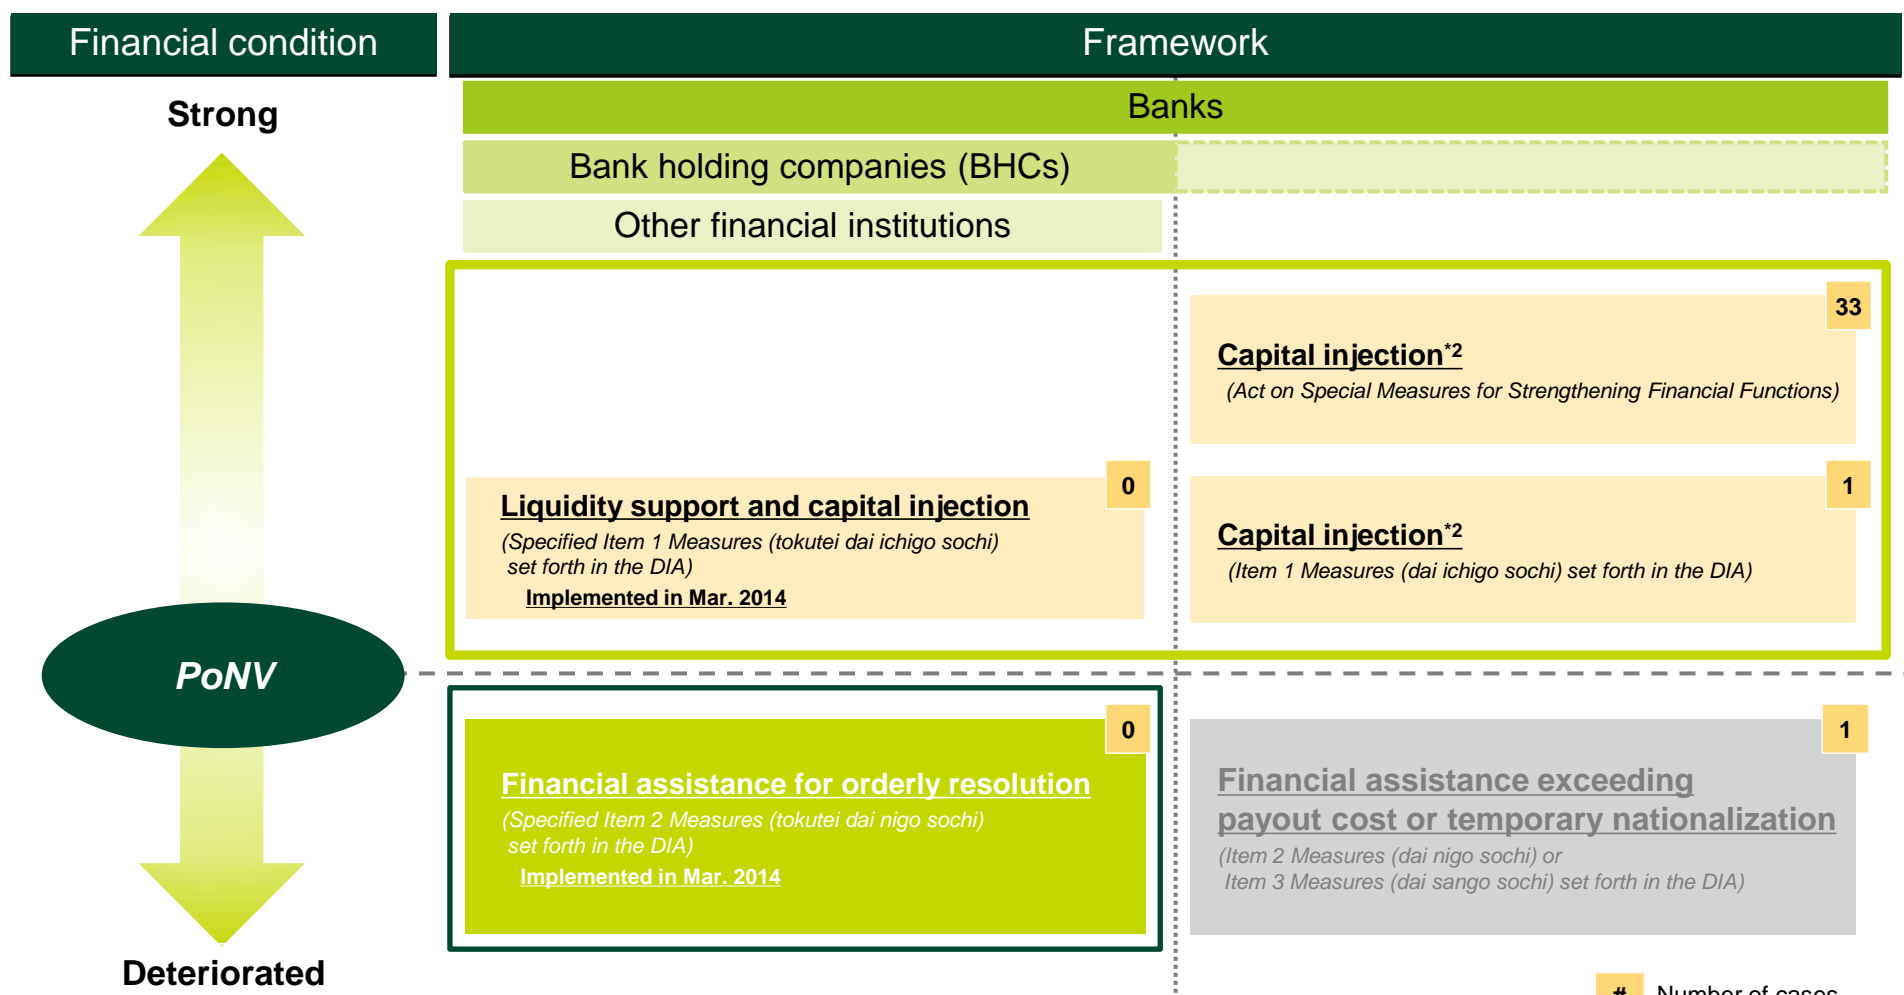 Financial condition
Framework
Strong
Banks
Bank holding companies (BHCs)
Other financial institutions
33
Capital injection*2
(Act on Special Measures for Strengthening Financial Functions)
0
Liquidity support and capital injection
(Specified Item 1 Measures (tokutei dai ichigo sochi)
set forth in the DIA)
Implemented in Mar. 2014
1
Capital injection*2
(Item 1 Measures (dai ichigo sochi) set forth in the DIA)
PoNV
0
Financial assistance for orderly resolution
(Specified Item 2 Measures (tokutei dai nigo sochi)
set forth in the DIA)
Implemented in Mar. 2014
1
Financial assistance exceeding
payout cost or temporary nationalization
(Item 2 Measures (dai nigo sochi) or
Item 3 Measures (dai sango sochi) set forth in the DIA)
Deteriorated
# Number of cases